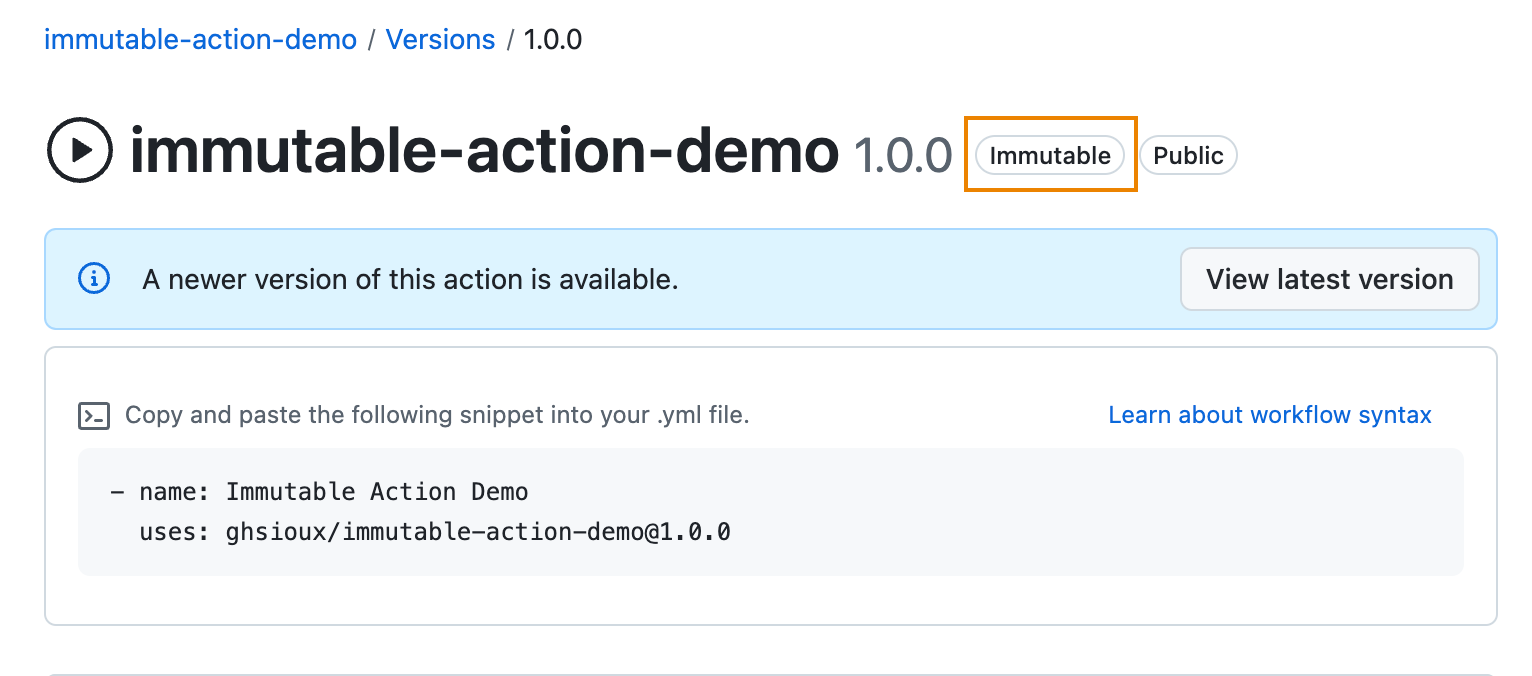 immutable-action-demo / Versions / 1.0.0
immutable-action-demo 1.0.0 Immutable Public
A newer version of this action is available. View latest version
Copy and paste the following snippet into your .yml file. Learn about workflow syntax
- name: Immutable Action Demo
  uses: ghsioux/immutable-action-demo@1.0.0